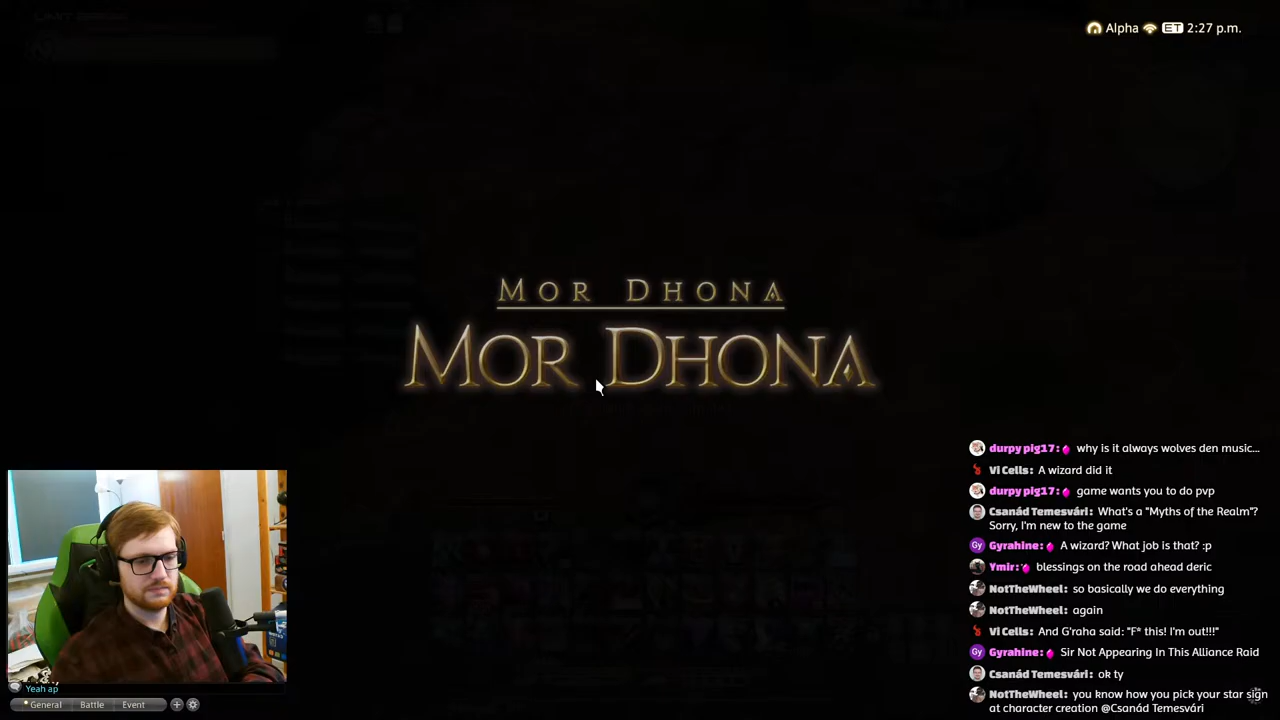 Alpha ET 2:27 p.m.
MOR DHONA
MOR DHONA
durpy pig17: why is it always wolves den music...
Vi Cells: A wizard did it
durpy pig17: game wants you to do pvp
Csanád Temesvári: What's a "Myths of the Realm"?
Sorry, I'm new to the game
Gy Gyrahine: A wizard? What job is that? :p
Ymir: blessings on the road ahead deric
NotTheWheel: so basically we do everything
NotTheWheel: again
Vi Cells: And G'raha said: "F* this! I'm out!!!"
Gy Gyrahine: Sir Not Appearing In This Alliance Raid
Csanád Temesvári: ok ty
NotTheWheel: you know how you pick your star sign
at character creation @Csanád Temesvári
Yeah ap
General Battle Event